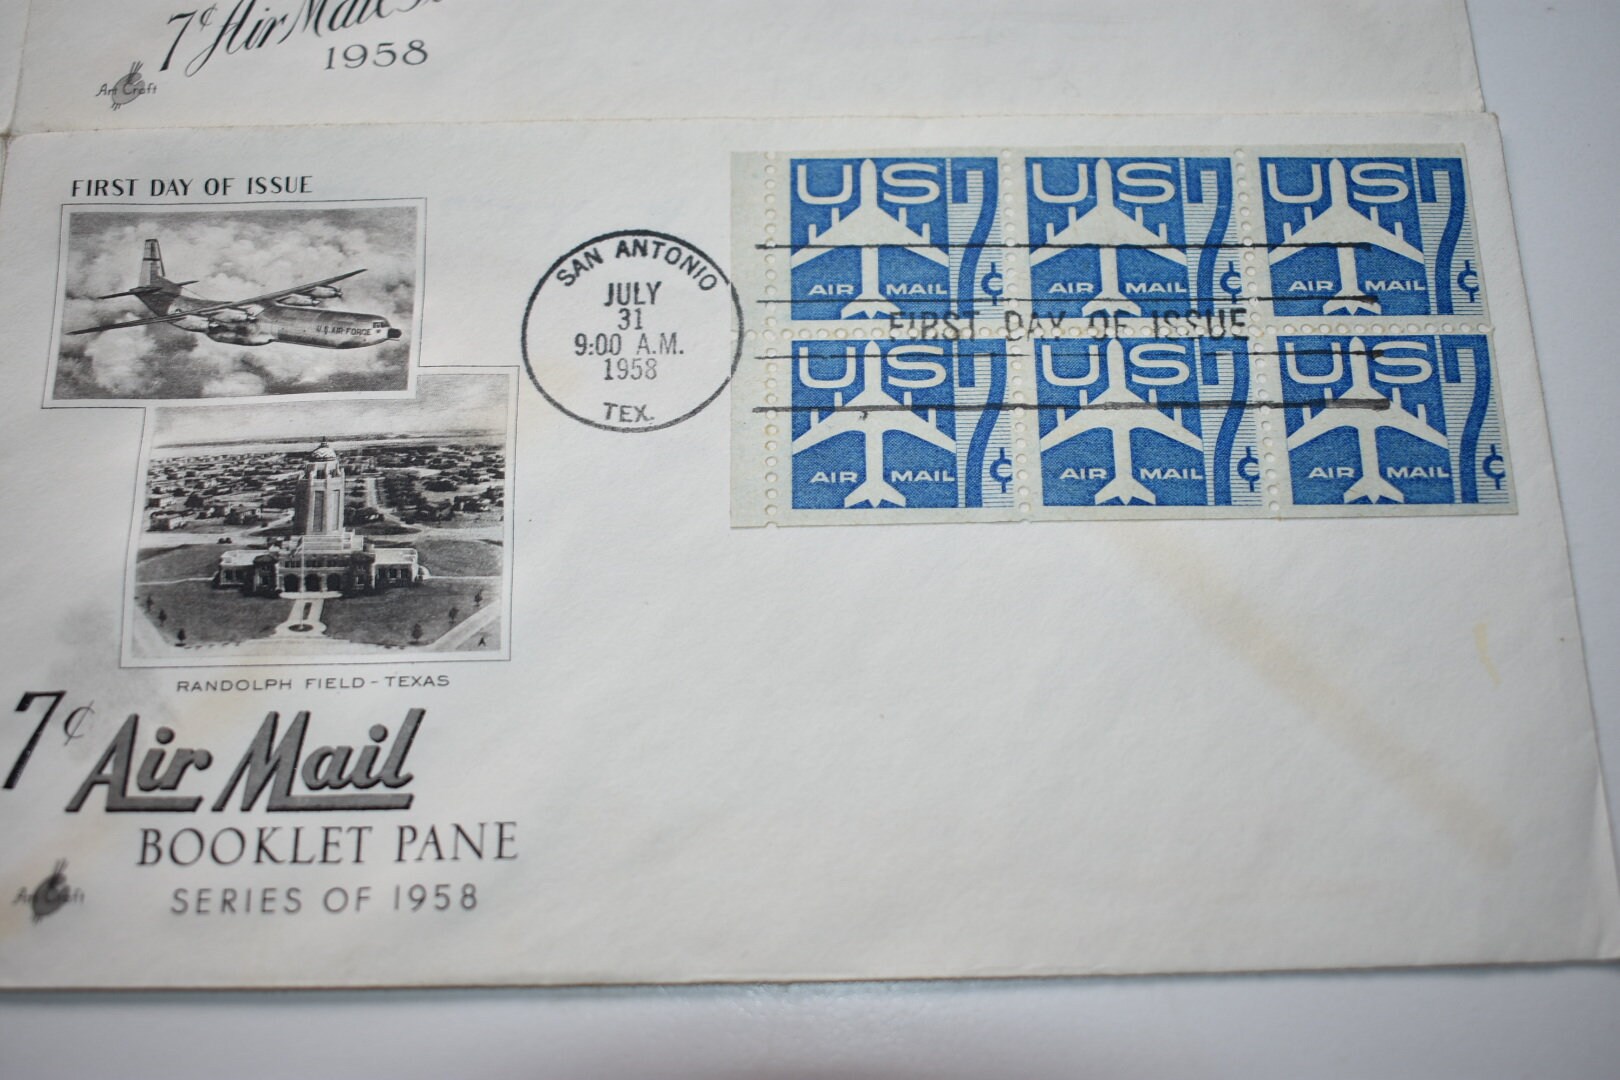 7¢ Air Mail
1958
Art Craft
FIRST DAY OF ISSUE
U.S. AIR FORCE
RANDOLPH FIELD - TEXAS
7¢ Air Mail
BOOKLET PANE
SERIES OF 1958
Art Craft
SAN ANTONIO
JULY
31
9:00 A.M.
1958
TEX.
FIRST DAY OF ISSUE
US 7¢
AIR MAIL
US 7¢
AIR MAIL
US 7¢
AIR MAIL
US 7¢
AIR MAIL
US 7¢
AIR MAIL
US 7¢
AIR MAIL